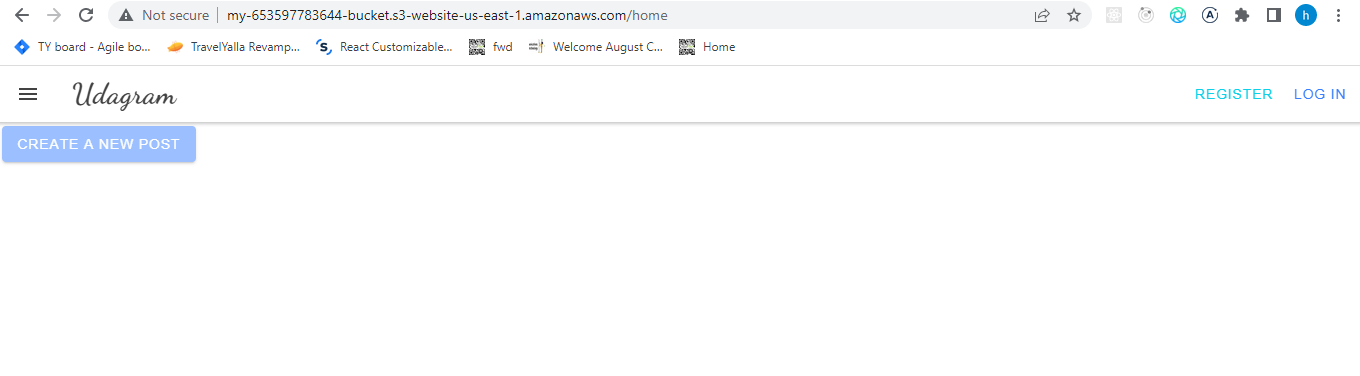 Not secure my-653597783644-bucket.s3-website-us-east-1.amazonaws.com/home h
TY board - Agile bo... TravelYalla Revamp... React Customizable... fwd Welcome August C... Home
Udagram REGISTER LOG IN
CREATE A NEW POST